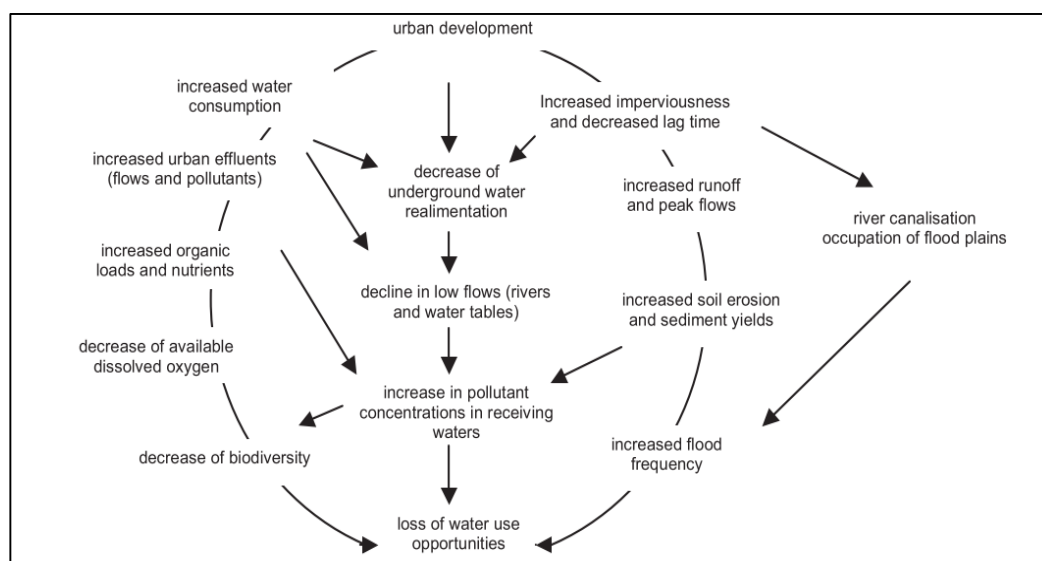 urban development
increased water
consumption
Increased imperviousness
and decreased lag time
increased urban effluents
(flows and pollutants)
decrease of
underground water
realimentation
increased runoff
and peak flows
river canalisation
occupation of flood plains
increased organic
loads and nutrients
decline in low flows (rivers
and water tables)
increased soil erosion
and sediment yields
decrease of available
dissolved oxygen
increase in pollutant
concentrations in receiving
waters
decrease of biodiversity
increased flood
frequency
loss of water use
opportunities